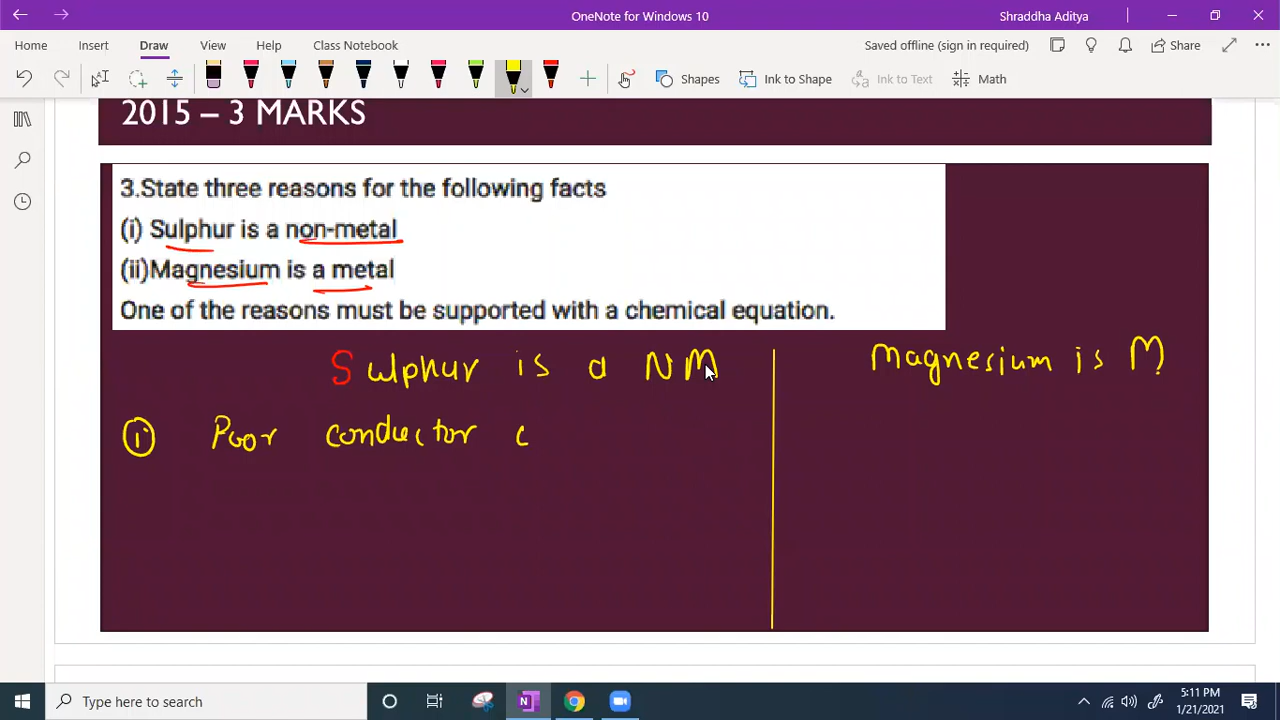 OneNote for Windows 10
Shraddha Aditya
Home Insert Draw View Help Class Notebook
Saved offline (sign in required)
Share
Shapes
Ink to Shape
Ink to Text
Math
2015 – 3 MARKS
3.State three reasons for the following facts
(i) Sulphur is a non-metal
(ii)Magnesium is a metal
One of the reasons must be supported with a chemical equation.
Sulphur is a NM
Magnesium is M
① Poor conductor c
Type here to search
5:11 PM
1/21/2021